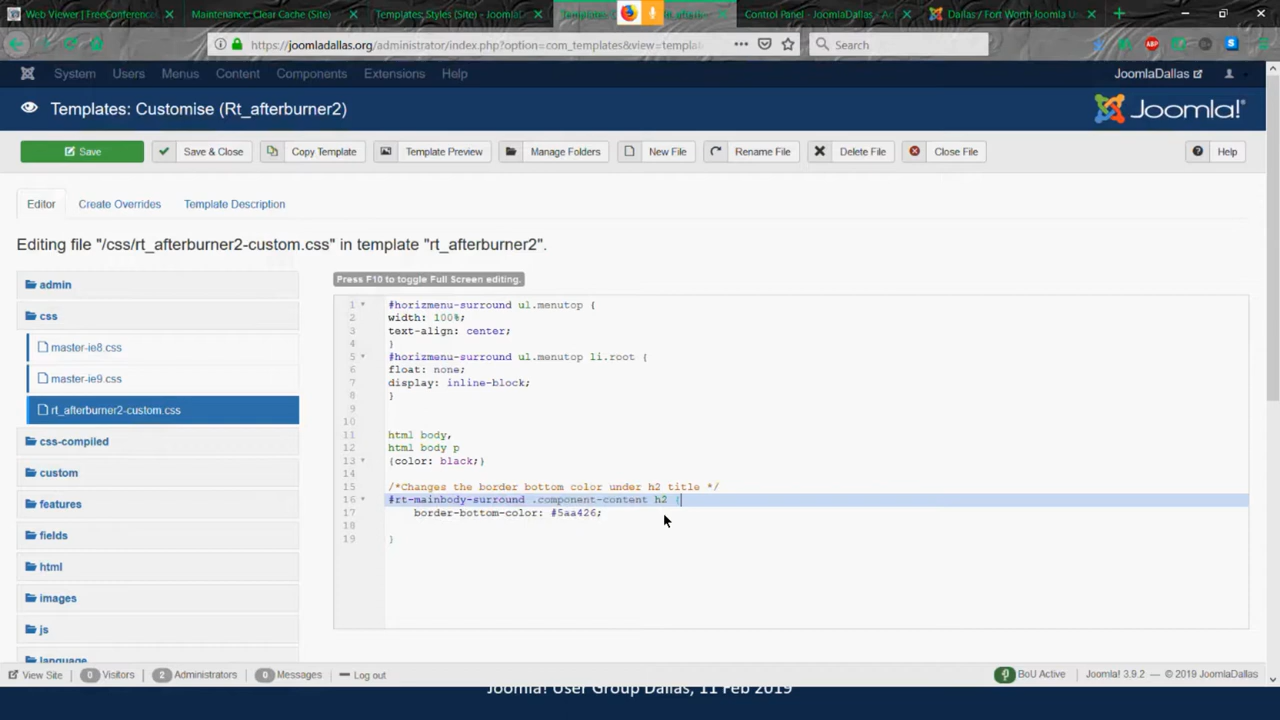 Web Viewer | FreeConference
Maintenance: Clear Cache (Site)
Templates: Styles (Site) - Joomla
Control Panel - JoomlaDallas - A
Dallas / Fort Worth Joomla U
https://joomladallas.org/administrator/index.php?option=com_templates&view=templat
Search
System Users Menus Content Components Extensions Help
JoomlaDallas
Templates: Customise (Rt_afterburner2)
Joomla!®
Save
Save & Close
Copy Template
Template Preview
Manage Folders
New File
Rename File
Delete File
Close File
Help
Editor
Create Overrides
Template Description
Editing file "/css/rt_afterburner2-custom.css" in template "rt_afterburner2".
admin
css
master-ie8.css
master-ie9.css
rt_afterburner2-custom.css
css-compiled
custom
features
fields
html
images
js
language
Press F10 to toggle Full Screen editing.
1 #horizmenu-surround ul.menutop {
2 width: 100%;
3 text-align: center;
4 }
5 #horizmenu-surround ul.menutop li.root {
6 float: none;
7 display: inline-block;
8 }
9
10
11 html body,
12 html body p
13 {color: black;}
14
15 /*Changes the border bottom color under h2 title */
16 #rt-mainbody-surround .component-content h2 {
17 border-bottom-color: #5aa426;
18
19 }
View Site
0 Visitors
2 Administrators
0 Messages
Log out
BoU Active
Joomla! 3.9.2 — © 2019 JoomlaDallas
Joomla! User Group Dallas, 11 Feb 2019